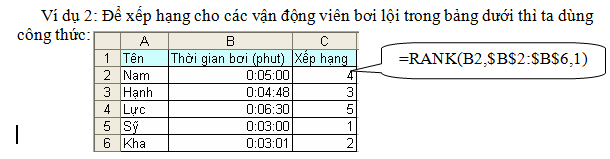 Ví dụ 2: Để xếp hạng cho các vận động viên bơi lội trong bảng dưới thì ta dùng
công thức:
A B C
1 Tên Thời gian bơi (phut) Xếp hạng
=RANK(B2,$B$2:$B$6,1)
2 Nam 0:05:00 4
3 Hạnh 0:04:48 3
4 Lực 0:06:30 5
5 Sỹ 0:03:00 1
6 Kha 0:03:01 2